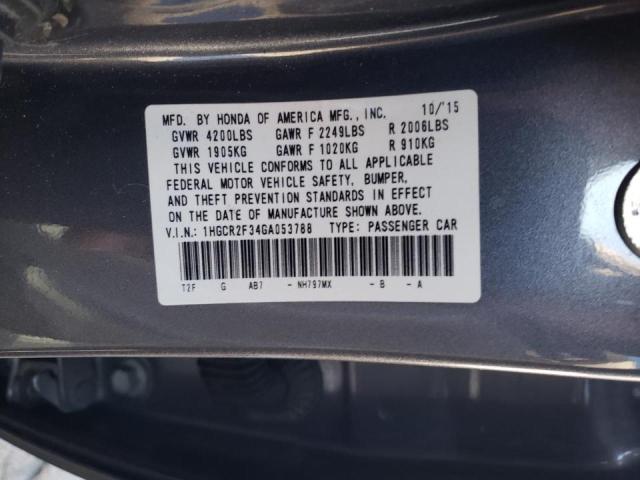 MFD. BY HONDA OF AMERICA MFG., INC. 10/'15
GVWR 4200LBS GAWR F 2249LBS R 2006LBS
GVWR 1905KG GAWR F 1020KG R 910KG
THIS VEHICLE CONFORMS TO ALL APPLICABLE
FEDERAL MOTOR VEHICLE SAFETY, BUMPER,
AND THEFT PREVENTION STANDARDS IN EFFECT
ON THE DATE OF MANUFACTURE SHOWN ABOVE.
V.I.N.: 1HGCR2F34GA053788 TYPE: PASSENGER CAR
T2F G AB7 - NH797MX - B - A